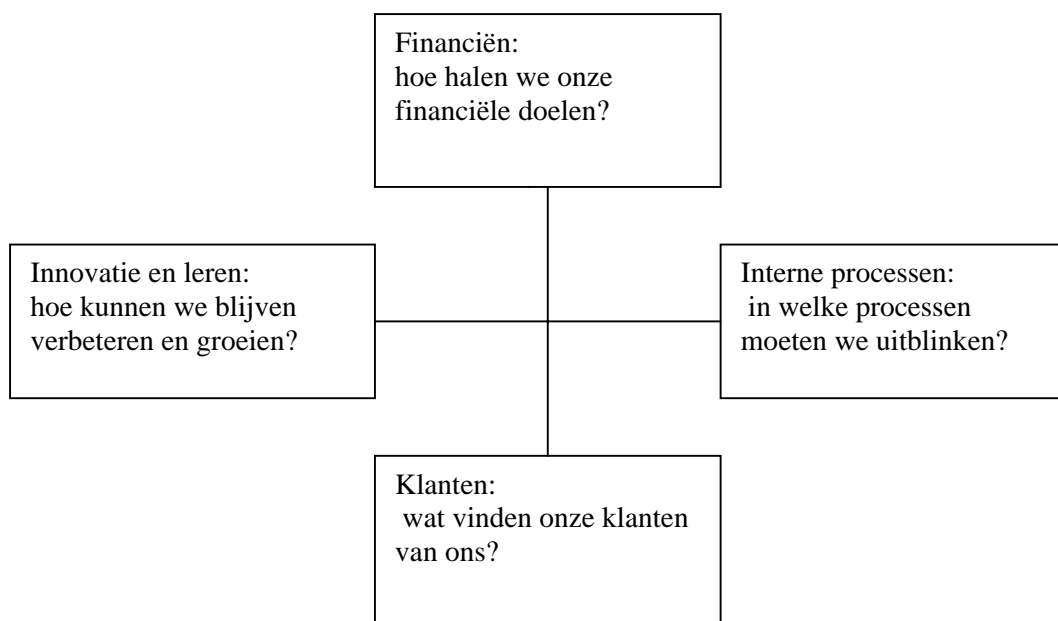 Financiën:
hoe halen we onze
financiële doelen?
Innovatie en leren:
hoe kunnen we blijven
verbeteren en groeien?
Interne processen:
in welke processen
moeten we uitblinken?
Klanten:
wat vinden onze klanten
van ons?